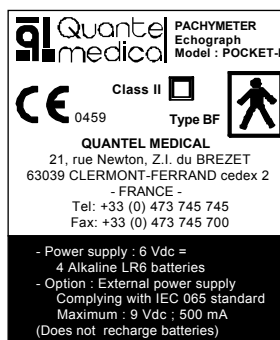 Quantel
medical
PACHYMETER
Echograph
Model : POCKET-
Class II
CE 0459
Type BF
QUANTEL MEDICAL
21, rue Newton, Z.I. du BREZET
63039 CLERMONT-FERRAND cedex 2
- FRANCE -
Tel: +33 (0) 473 745 745
Fax: +33 (0) 473 745 700
- Power supply : 6 Vdc =
4 Alkaline LR6 batteries
- Option : External power supply
Complying with IEC 065 standard
Maximum : 9 Vdc ; 500 mA
(Does not recharge batteries)